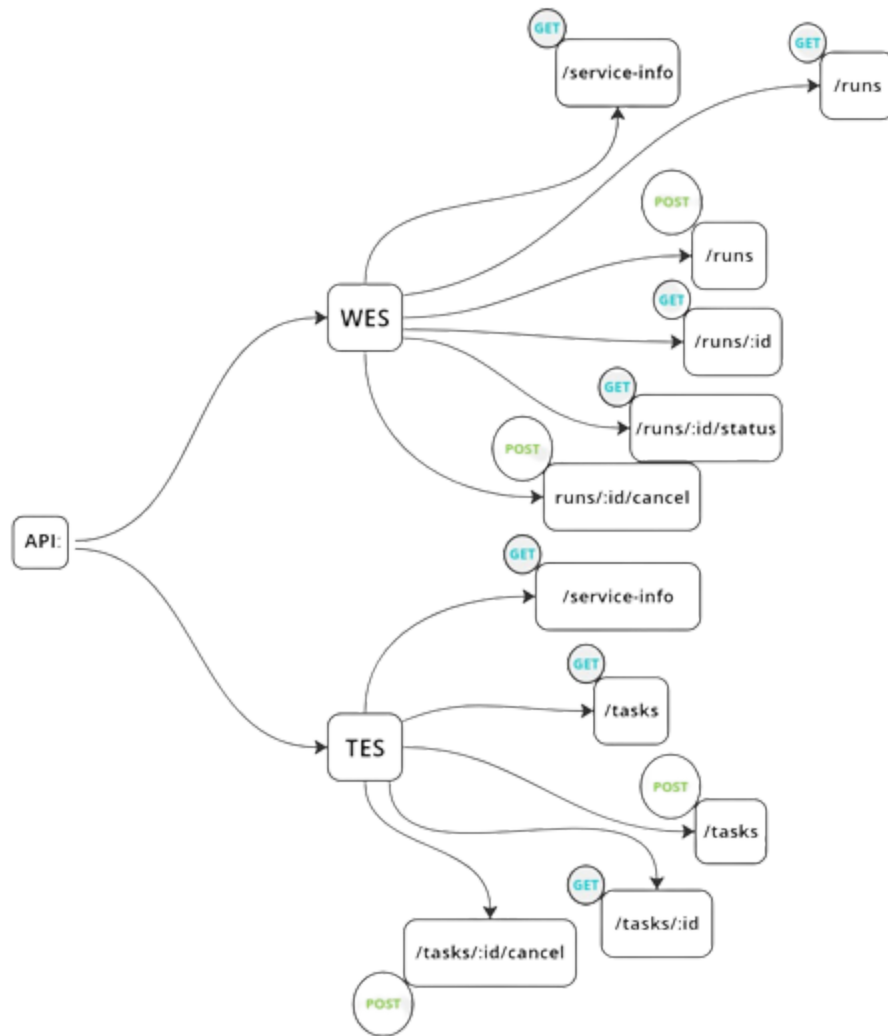 GET
/service-info
GET
/runs
POST
/runs
GET
/runs/:id
GET
/runs/:id/status
POST
runs/:id/cancel
WES
API:
GET
/service-info
GET
/tasks
TES
POST
/tasks
GET
/tasks/:id
/tasks/:id/cancel
POST